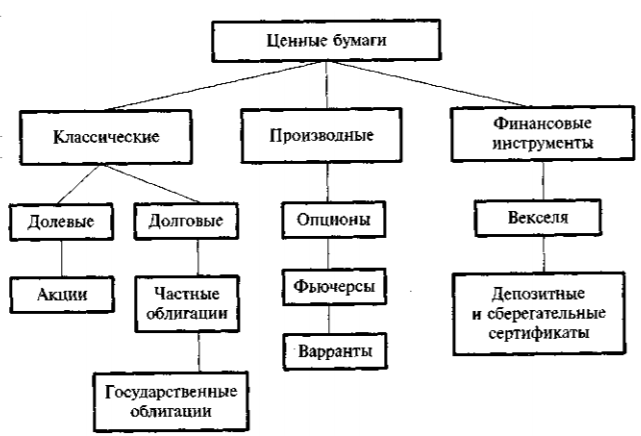 Ценные бумаги
Классические
Производные
Финансовые
инструменты
Долевые
Долговые
Опционы
Векселя
Акции
Частные
облигации
Фьючерсы
Депозитные
и сберегательные
сертификаты
Варранты
Государственные
облигации